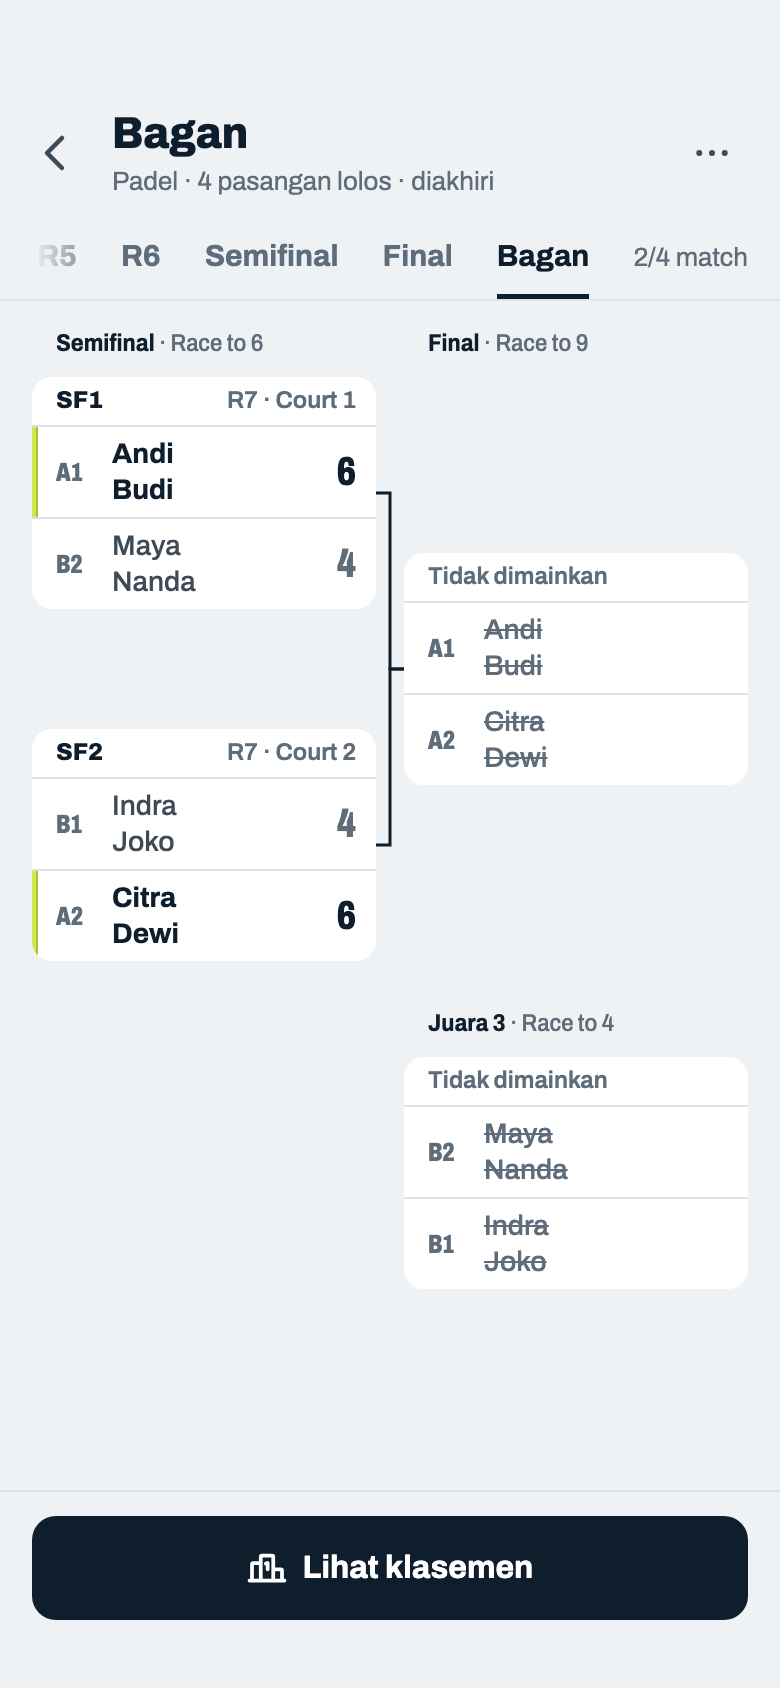 Bagan
Padel · 4 pasangan lolos · diakhiri
R5 R6 Semifinal Final Bagan 2/4 match
Semifinal · Race to 6
SF1 R7 · Court 1
A1 Andi
Budi 6
B2 Maya
Nanda 4
SF2 R7 · Court 2
B1 Indra
Joko 4
A2 Citra
Dewi 6
Final · Race to 9
Tidak dimainkan
A1 Andi
Budi
A2 Citra
Dewi
Juara 3 · Race to 4
Tidak dimainkan
B2 Maya
Nanda
B1 Indra
Joko
Lihat klasemen